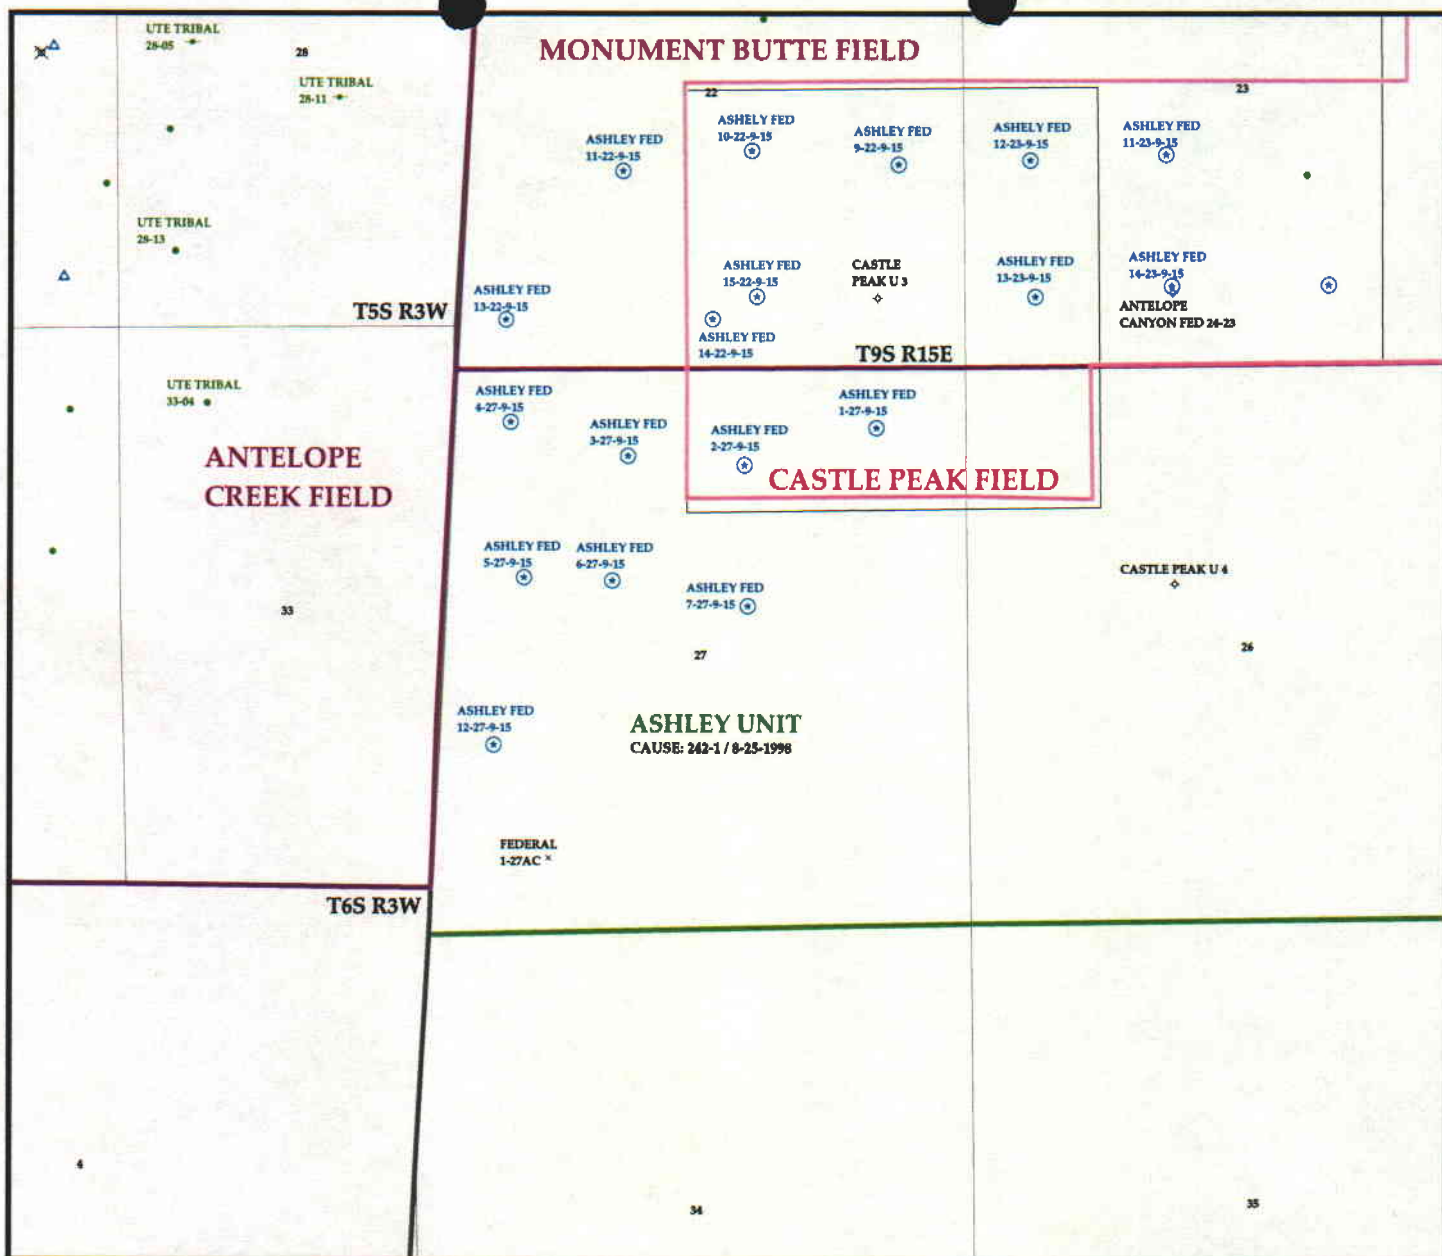 UTE TRIBAL
28-05
28
UTE TRIBAL
28-11
UTE TRIBAL
28-13
T5S R3W
MONUMENT BUTTE FIELD
22
23
ASHLEY FED
11-22-9-15
ASHELY FED
10-22-9-15
ASHLEY FED
9-22-9-15
ASHELY FED
12-23-9-15
ASHLEY FED
11-23-9-15
ASHLEY FED
13-22-9-15
ASHLEY FED
15-22-9-15
CASTLE
PEAK U 3
ASHLEY FED
13-23-9-15
ASHLEY FED
14-23-9-15
ANTELOPE
CANYON FED 24-23
ASHLEY FED
14-22-9-15
T9S R15E
UTE TRIBAL
33-04
ANTELOPE
CREEK FIELD
33
ASHLEY FED
4-27-9-15
ASHLEY FED
3-27-9-15
ASHLEY FED
2-27-9-15
ASHLEY FED
1-27-9-15
CASTLE PEAK FIELD
ASHLEY FED
5-27-9-15
ASHLEY FED
6-27-9-15
ASHLEY FED
7-27-9-15
CASTLE PEAK U 4
27
26
ASHLEY FED
12-27-9-15
ASHLEY UNIT
CAUSE: 242-1 / 8-25-1998
FEDERAL
1-27AC
T6S R3W
4
34
35